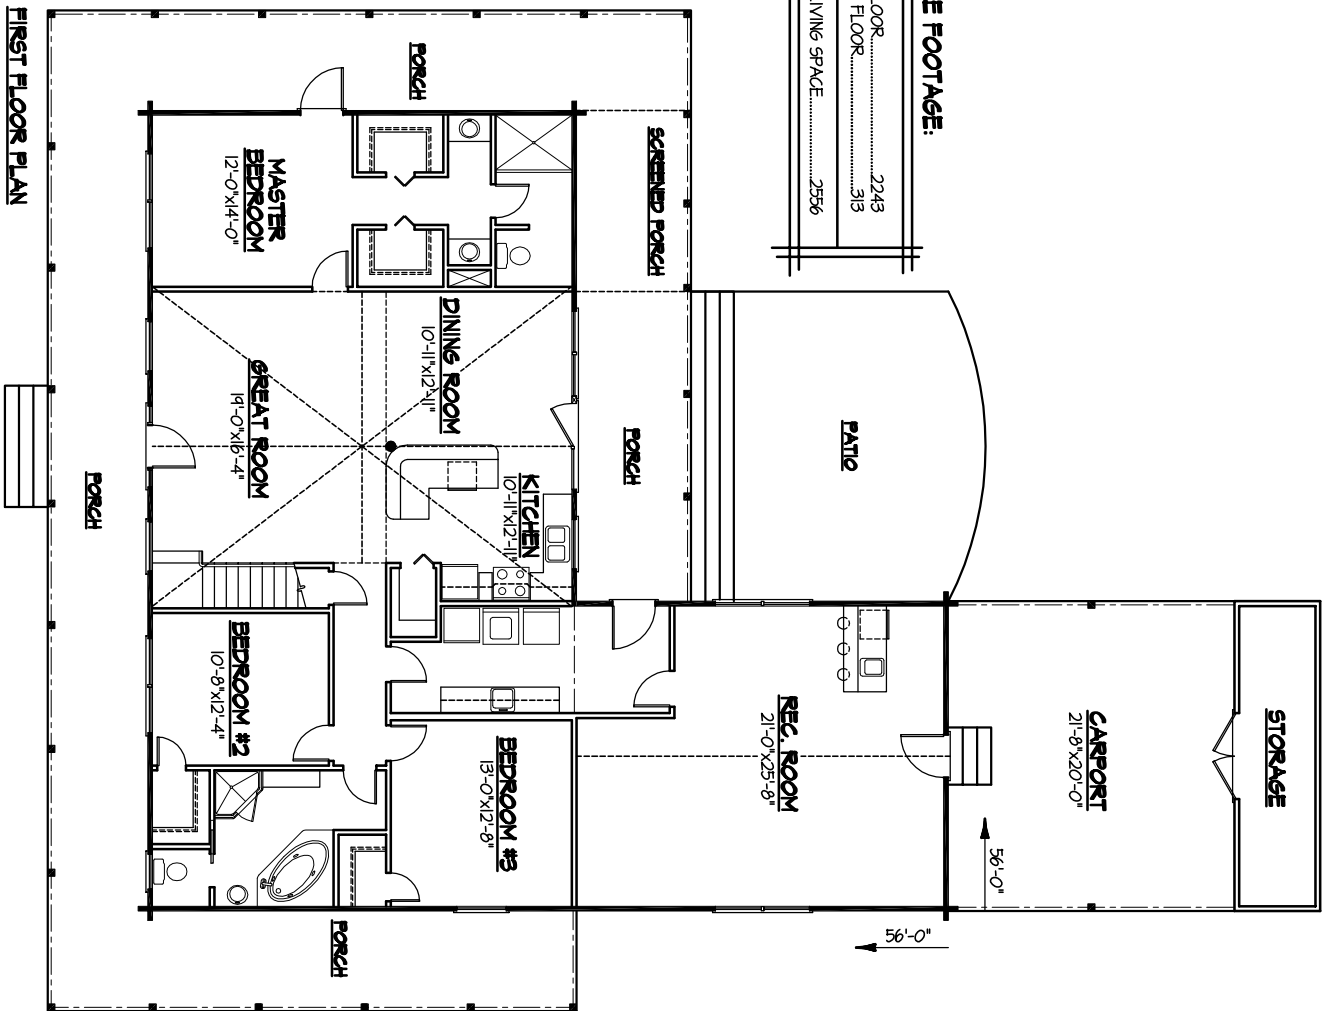 E FOOTAGE:
LOOR..........2243
FLOOR..........313
IVING SPACE..........2556
STORAGE
CARPORT
21'-8"x20'-0"
56'-0"
56'-0"
PATIO
REC. ROOM
21'-0"x25'-8"
SCREENED PORCH
PORCH
KITCHEN
10'-11"x12'-11"
BEDROOM #3
13'-0"x12'-8"
DINING ROOM
10'-11"x12'-11"
PORCH
PORCH
MASTER
BEDROOM
12'-0"x14'-0"
GREAT ROOM
19'-0"x16'-4"
BEDROOM #2
10'-8"x12'-4"
PORCH
FIRST FLOOR PLAN